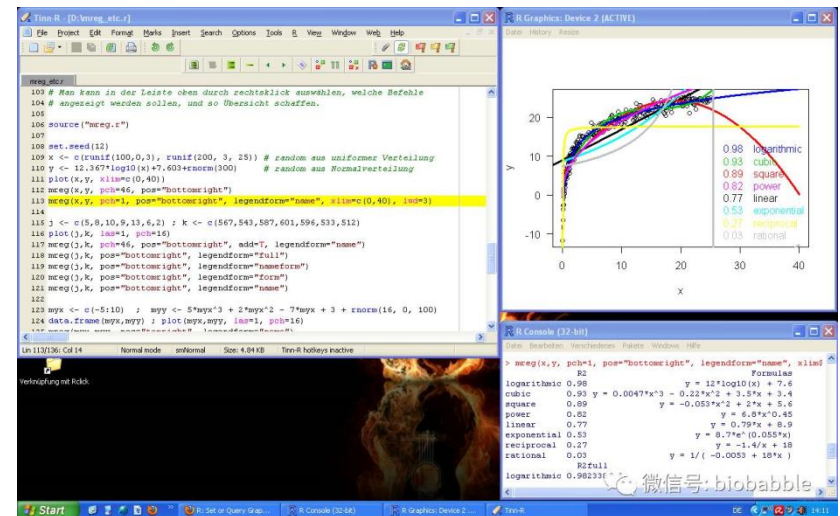 Tinn-R - [D:\mreg_etc.r]
File Project Edit Format Marks Insert Search Options Tools R View Window Web Help
mreg_etc.r
103 # Man kann in der Leiste oben durch rechtsklick auswählen, welche Befehle
104 # angezeigt werden sollen, und so Übersicht schaffen.
105
106 source("mreg.r")
107
108 set.seed(12)
109 x <- c(runif(100,0,3), runif(200, 3, 25)) # random aus uniformer Verteilung
110 y <- 12.367*log10(x)+7.603+rnorm(300) # random aus Normalverteilung
111 plot(x,y, xlim=c(0,40))
112 mreg(x,y, pch=46, pos="bottomright")
113 mreg(x,y, pch=1, pos="bottomright", legendform="name", xlim=c(0,40), lwd=3)
114
115 j <- c(5,8,10,9,13,6,2) ; k <- c(567,543,587,601,596,533,512)
116 plot(j,k, las=1, pch=16)
117 mreg(j,k, pch=46, pos="bottomright", add=T, legendform="name")
118 mreg(j,k, pos="bottomright", legendform="full")
119 mreg(j,k, pos="bottomright", legendform="nameform")
120 mreg(j,k, pos="bottomright", legendform="form")
121 mreg(j,k, pos="bottomright", legendform="name")
122
123 myx <- c(-5:10) ; myy <- 5*myx^3 + 2*myx^2 - 7*myx + 3 + rnorm(16, 0, 100)
124 data.frame(myx,myy) ; plot(myx,myy, las=1, pch=16)
Lin 113/136: Col 14 Normal mode smNormal Size: 4.84 KB Tinn-R hotkeys inactive
R Graphics: Device 2 (ACTIVE)
Datei History Resize
y
20
10
0
-10
0.98 logarithmic
0.93 cubic
0.89 square
0.82 power
0.77 linear
0.53 exponential
0.27 reciprocal
0.03 rational
0 10 20 30 40
x
R Console (32-bit)
Datei Bearbeiten Verschiedenes Pakete Windows Hilfe
> mreg(x,y, pch=1, pos="bottomright", legendform="name", xlim=
R2 Formulas
logarithmic 0.98 y = 12*log10(x) + 7.6
cubic 0.93 y = 0.0047*x^3 - 0.22*x^2 + 3.5*x + 3.4
square 0.89 y = -0.053*x^2 + 2*x + 5.6
power 0.82 y = 6.8*x^0.45
linear 0.77 y = 0.79*x + 8.9
exponential 0.53 y = 8.7*e^(0.055*x)
reciprocal 0.27 y = -1.4/x + 18
rational 0.03 y = 1/( -0.0053 + 18*x )
R2full
logarithmic 0.98233
微信号: biobabble
Verknüpfung mit Rclick
Start
R: Set or Query Grap...
R Console (32-bit)
R Graphics: Device 2 ...
Tinn-R
DE
14:11